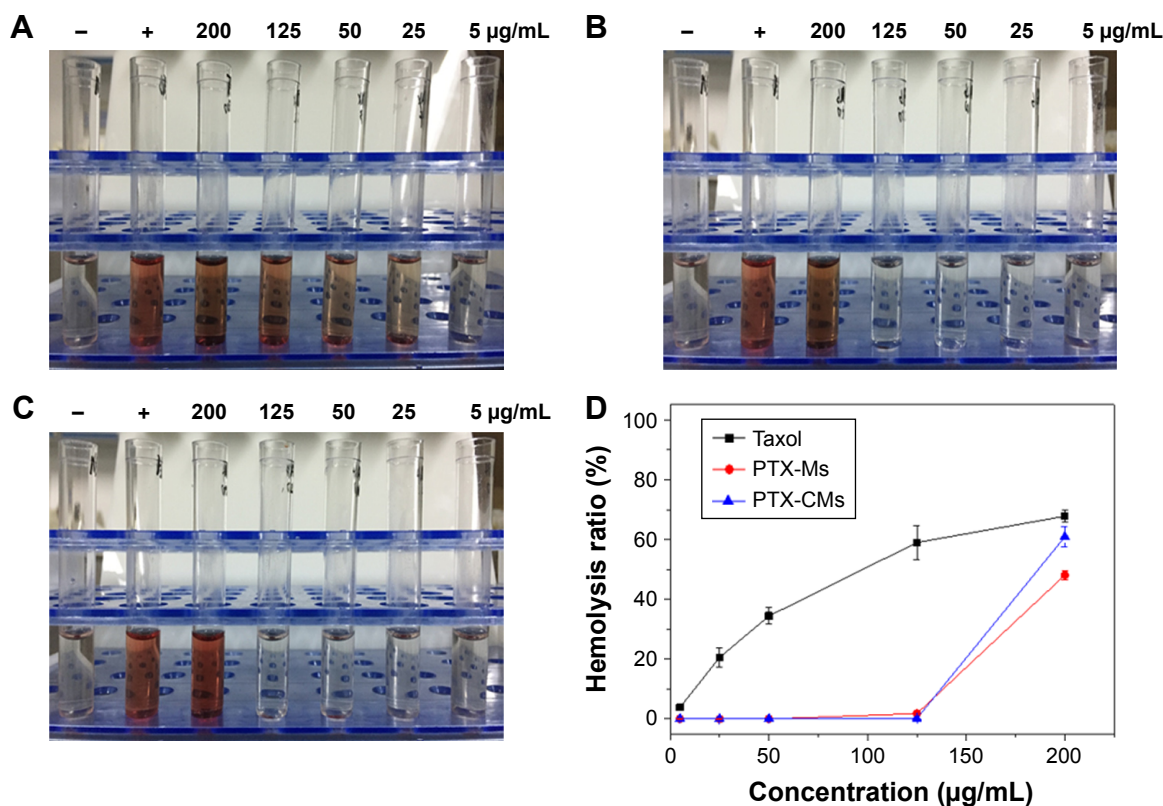 A
− + 200 125 50 25 5 µg/mL
B
− + 200 125 50 25 5 µg/mL
C
− + 200 125 50 25 5 µg/mL
D
100
80
60
40
20
0
Hemolysis ratio (%)
Taxol
PTX-Ms
PTX-CMs
0 50 100 150 200
Concentration (µg/mL)